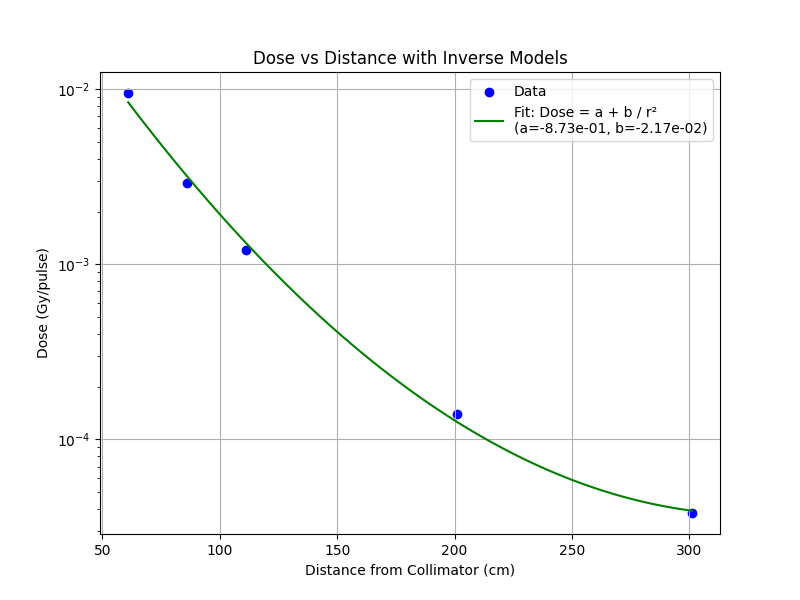 Dose vs Distance with Inverse Models
Data
Fit: Dose = a + b / r²
(a=-8.73e-01, b=-2.17e-02)
Dose (Gy/pulse)
10⁻²
10⁻³
10⁻⁴
50 100 150 200 250 300
Distance from Collimator (cm)